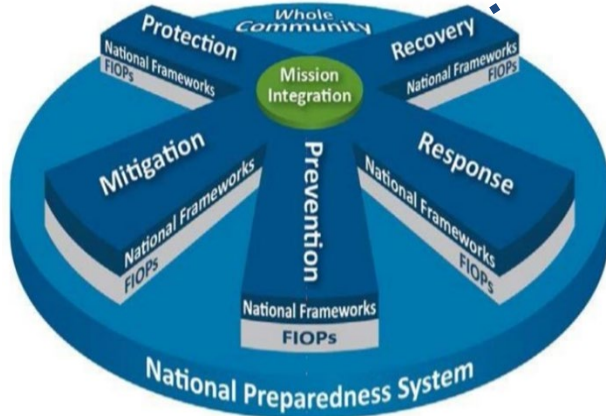 Whole
Community
Protection
National Frameworks
FIOPs
Recovery
National Frameworks
FIOPs
Mission
Integration
Mitigation
National Frameworks
FIOPs
Prevention
National Frameworks
FIOPs
Response
National Frameworks
FIOPs
National Preparedness System